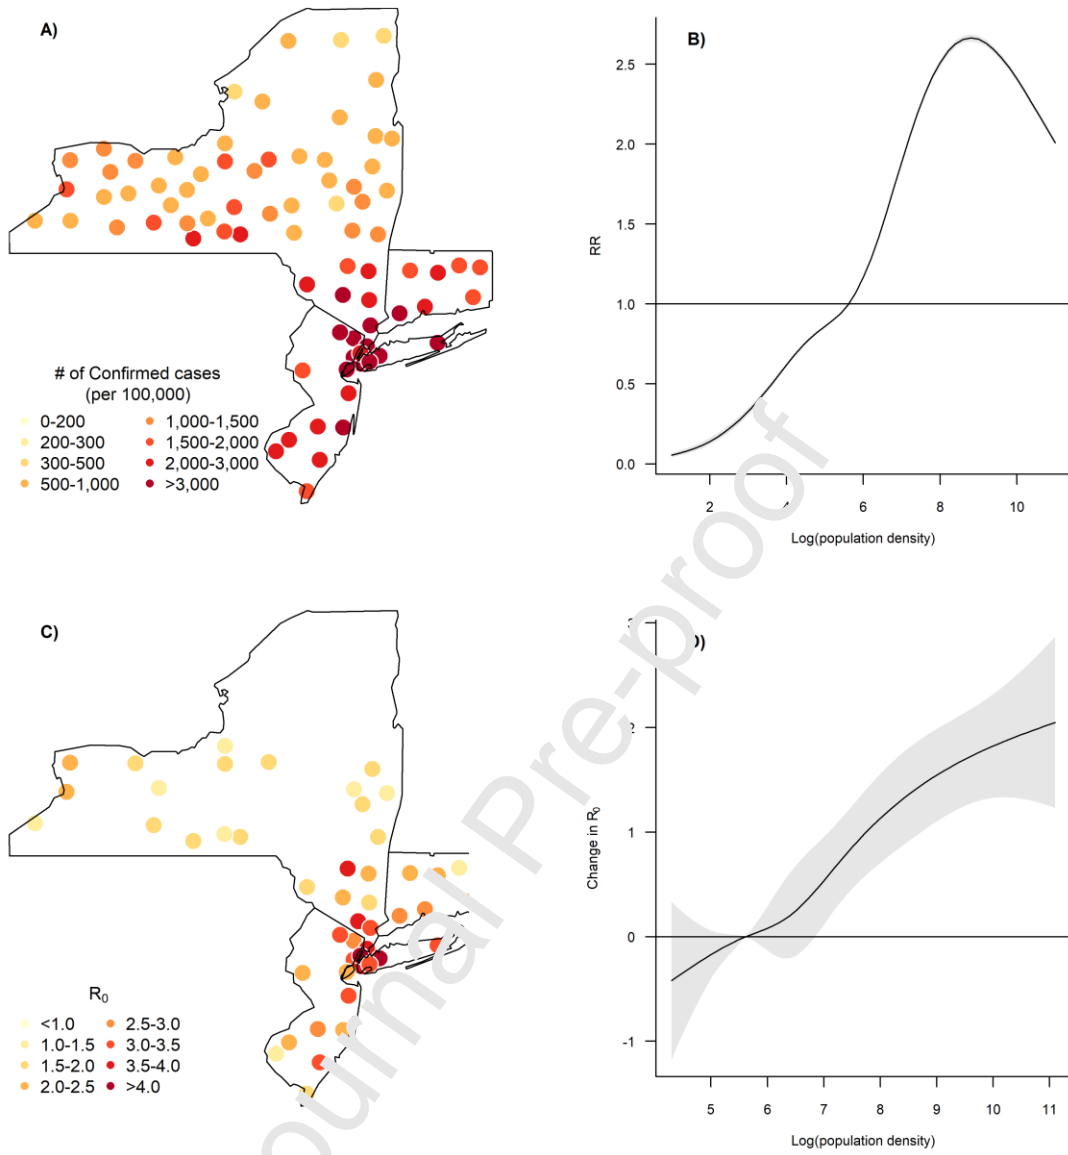 A)
# of Confirmed cases
(per 100,000)
0-200
200-300
300-500
500-1,000
1,000-1,500
1,500-2,000
2,000-3,000
>3,000
B)
RR
2.5
2.0
1.5
1.0
0.5
0.0
2 4 6 8 10
Log(population density)
C)
R0
<1.0
1.0-1.5
1.5-2.0
2.0-2.5
2.5-3.0
3.0-3.5
3.5-4.0
>4.0
D)
Change in R0
3
2
1
0
-1
5 6 7 8 9 10 11
Log(population density)
Journal Pre-proof